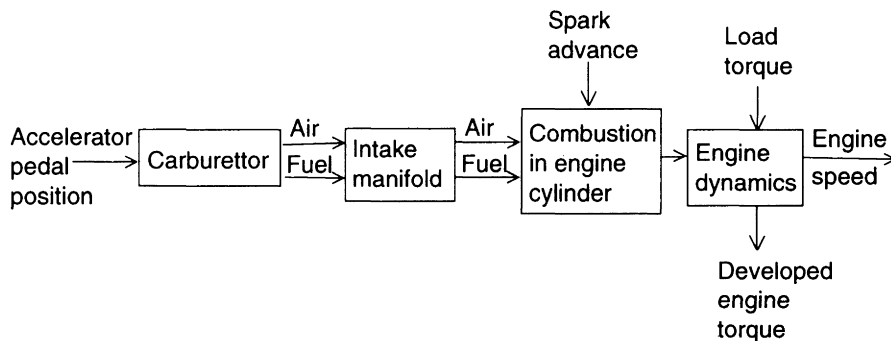 Spark
advance
Load
torque
Accelerator
pedal
position
Carburettor
Air
Fuel
Intake
manifold
Air
Fuel
Combustion
in engine
cylinder
Engine
dynamics
Engine
speed
Developed
engine
torque